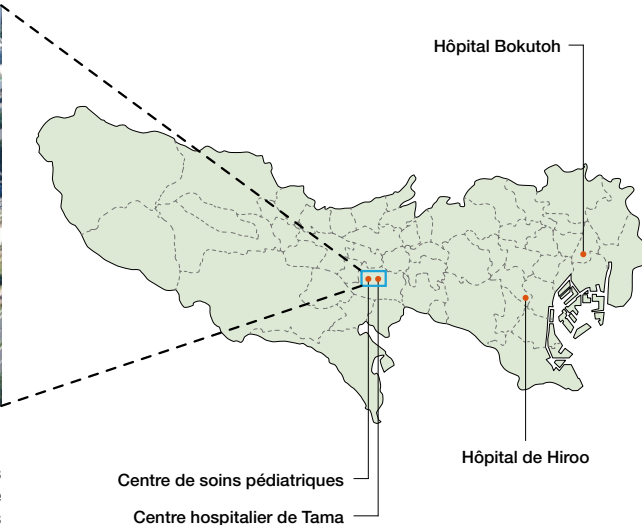 Hôpital Bokutoh
Hôpital de Hiroo
Centre de soins pédiatriques
Centre hospitalier de Tama